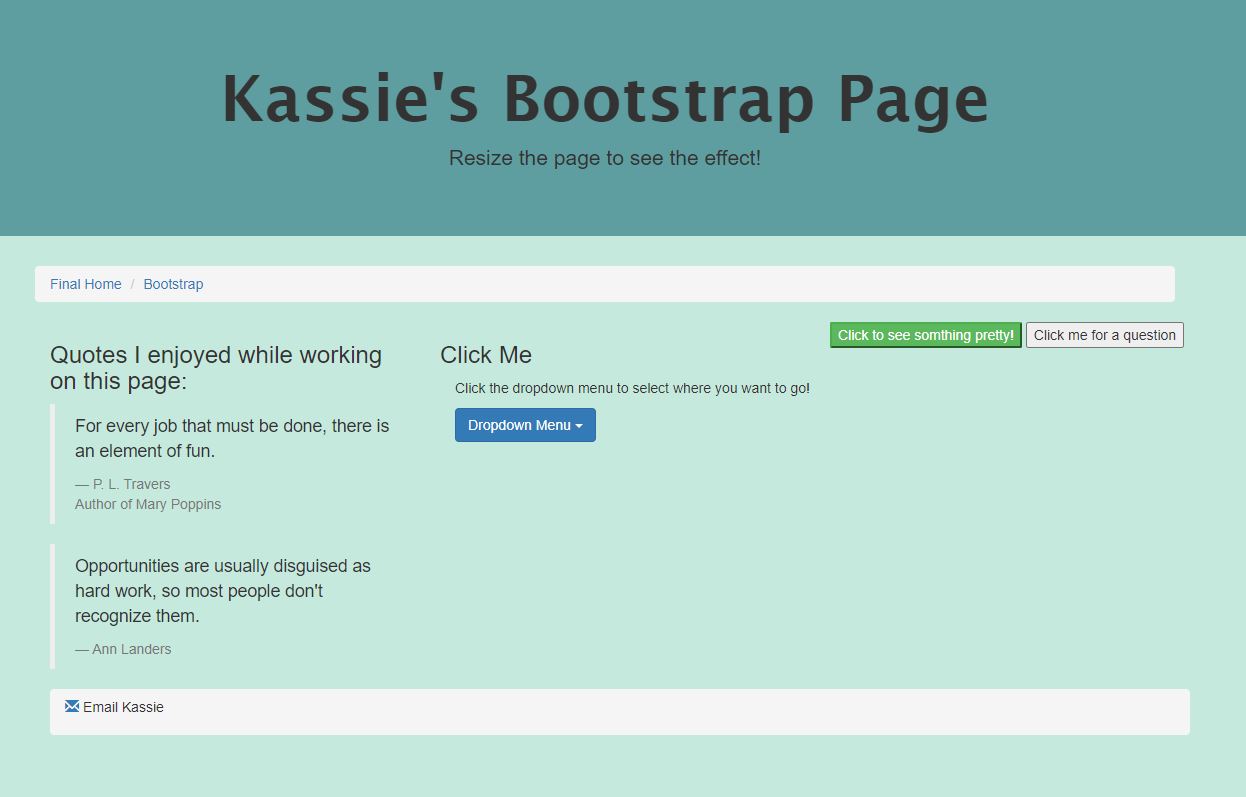 Kassie's Bootstrap Page
Resize the page to see the effect!
Final Home / Bootstrap
Quotes I enjoyed while working
on this page:
For every job that must be done, there is
an element of fun.
— P. L. Travers
Author of Mary Poppins
Opportunities are usually disguised as
hard work, so most people don't
recognize them.
— Ann Landers
Click Me
Click the dropdown menu to select where you want to go!
Dropdown Menu
Click to see somthing pretty!
Click me for a question
Email Kassie